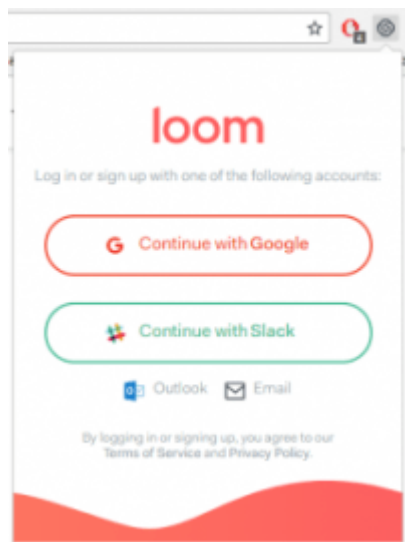 loom
Log in or sign up with one of the following accounts:
Continue with Google
Continue with Slack
Outlook Email
By logging in or signing up, you agree to our
Terms of Service and Privacy Policy.